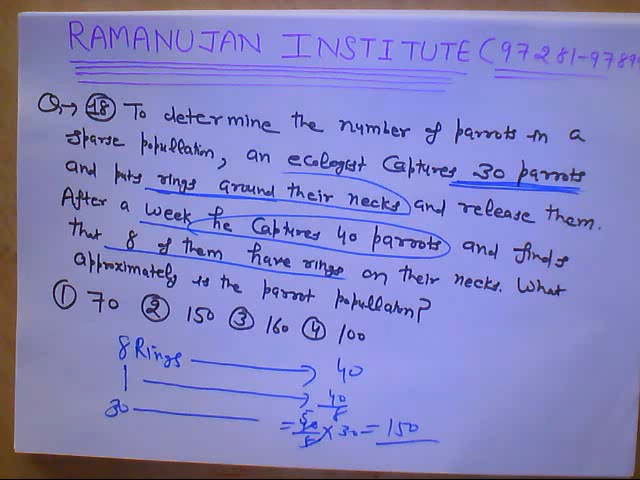 RAMANUJAN INSTITUTE (97281-9789
Q→ 18 To determine the number of parrots in a
sparse popullation, an ecologist captures 30 parrots
and puts rings around their necks and release them.
After a week he captures 40 parrots and finds
that 8 of them have rings on their necks. What
approximately is the parrot popullation?
① 70 ② 150 ③ 160 ④ 100
8 Rings → 40
1 → 40/8
30 — = 40/8 5 × 30 = 150